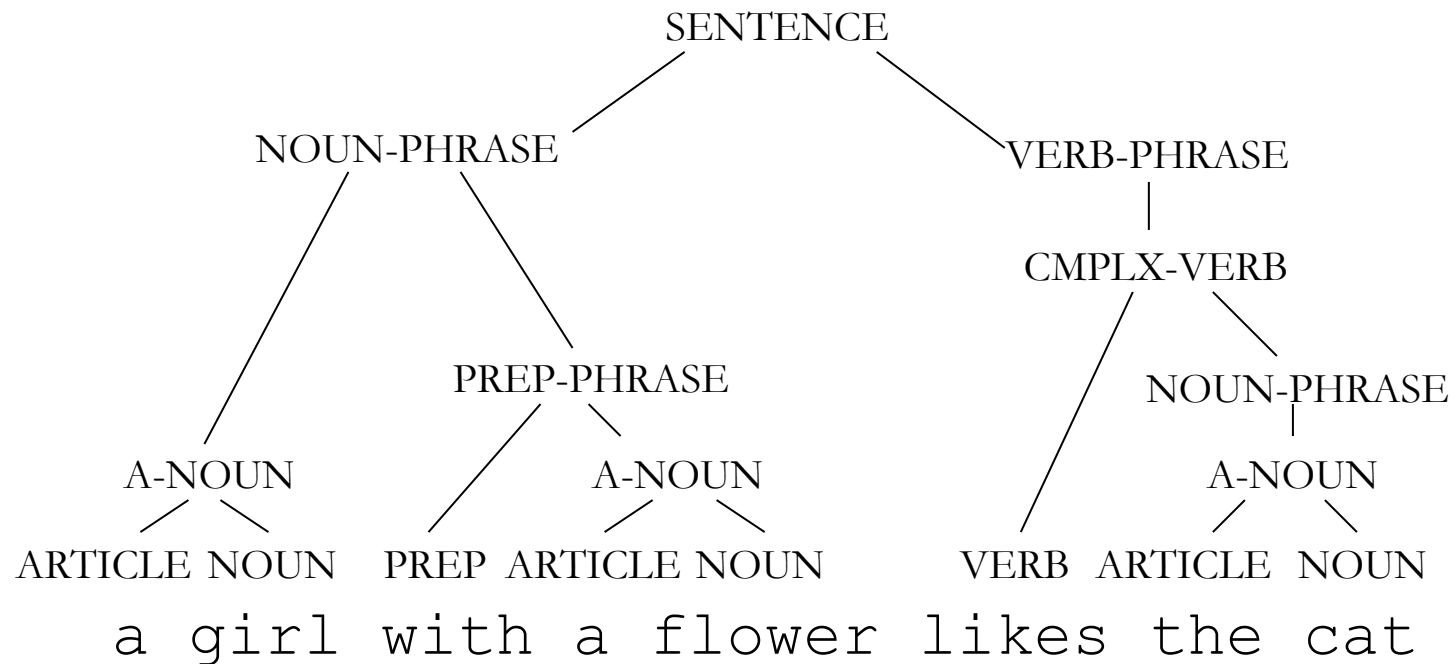 SENTENCE
NOUN-PHRASE VERB-PHRASE
CMPLX-VERB
PREP-PHRASE NOUN-PHRASE
A-NOUN A-NOUN A-NOUN
ARTICLE NOUN PREP ARTICLE NOUN VERB ARTICLE NOUN
a girl with a flower likes the cat